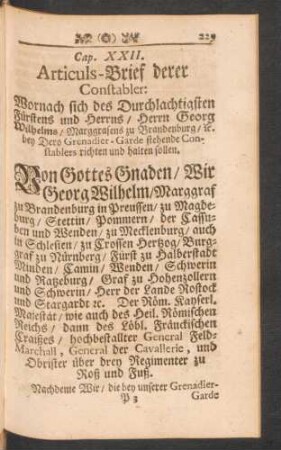 229
Cap. XXII.
Articuls-Brief derer
Constabler:
Wornach sich des Durchlachtigsten
Fürstens und Herrns / Herrn Georg
Wilhelms / Marggrafens zu Brandenburg / ꝛc.
bey Dero Grenadier-Garde stehende Con-
stablers richten und halten sollen.
Von Gottes Gnaden / Wir
Georg Wilhelm / Marggraf
zu Brandenburg in Preussen / zu Magde-
burg / Stettin / Pommern / der Cassu-
ben und Wenden / zu Mecklenburg / auch
in Schlesien / zu Crossen Hertzog / Burg-
graf zu Nürnberg / Fürst zu Halberstadt
Minden / Camin / Wenden / Schwerin
und Ratzeburg / Graf zu Hohenzollern
und Schwerin / Herr der Lande Rostock
und Stargardt ꝛc. Der Röm. Kayserl.
Majestät / wie auch des Heil. Römischen
Reichs / dann des Löbl. Fränckischen
Craißes / hochbestallter General Feld-
Marchall, General der Cavallerie, und
Obrister über drey Regimenter zu
Roß und Fuß.
Nachdeme Wir / die bey unserer Grenadier-
P 3 Garde